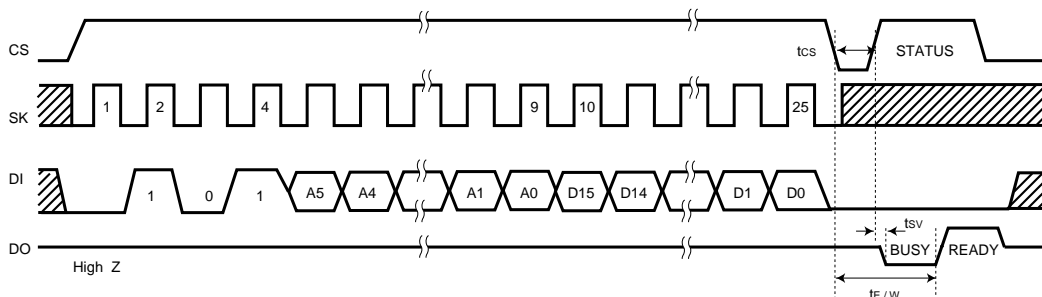 CS
tCS
STATUS
SK
1 2 4 9 10 25
DI
1 0 1 A5 A4 A1 A0 D15 D14 D1 D0
tSV
DO
BUSY READY
High Z
tE / W